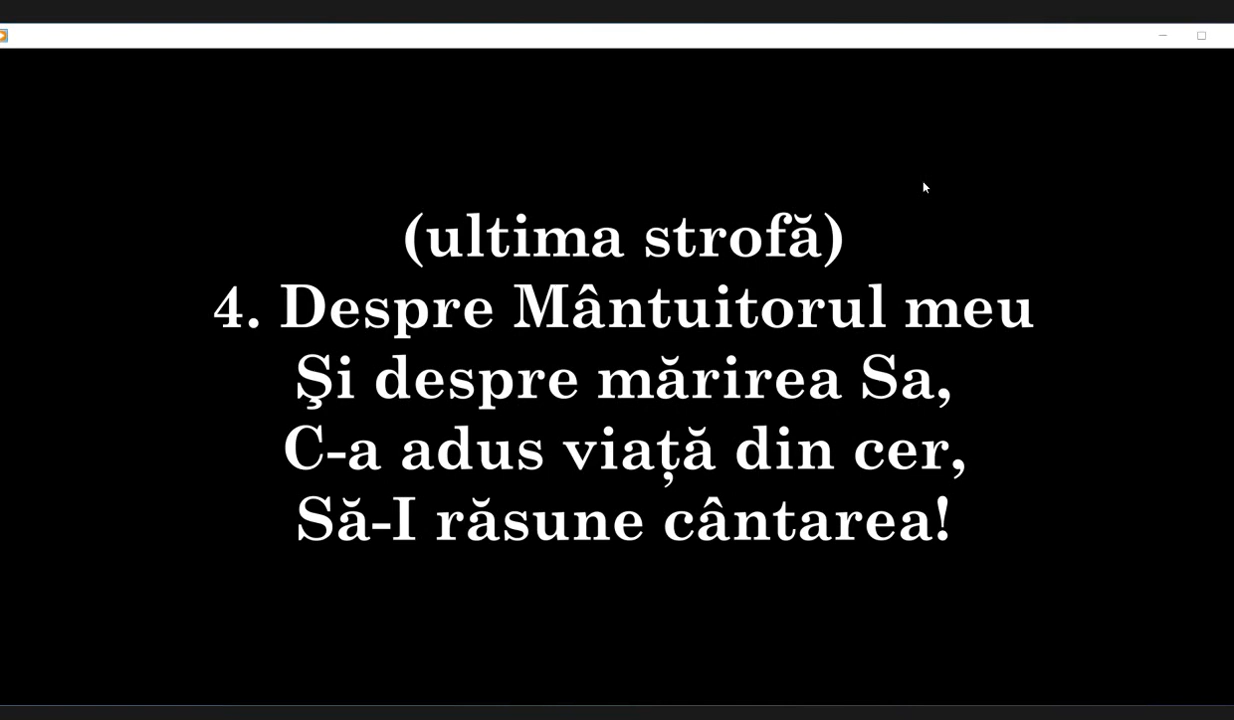 (ultima strofă)
4. Despre Mântuitorul meu
Şi despre mărirea Sa,
C-a adus viață din cer,
Să-I răsune cântarea!